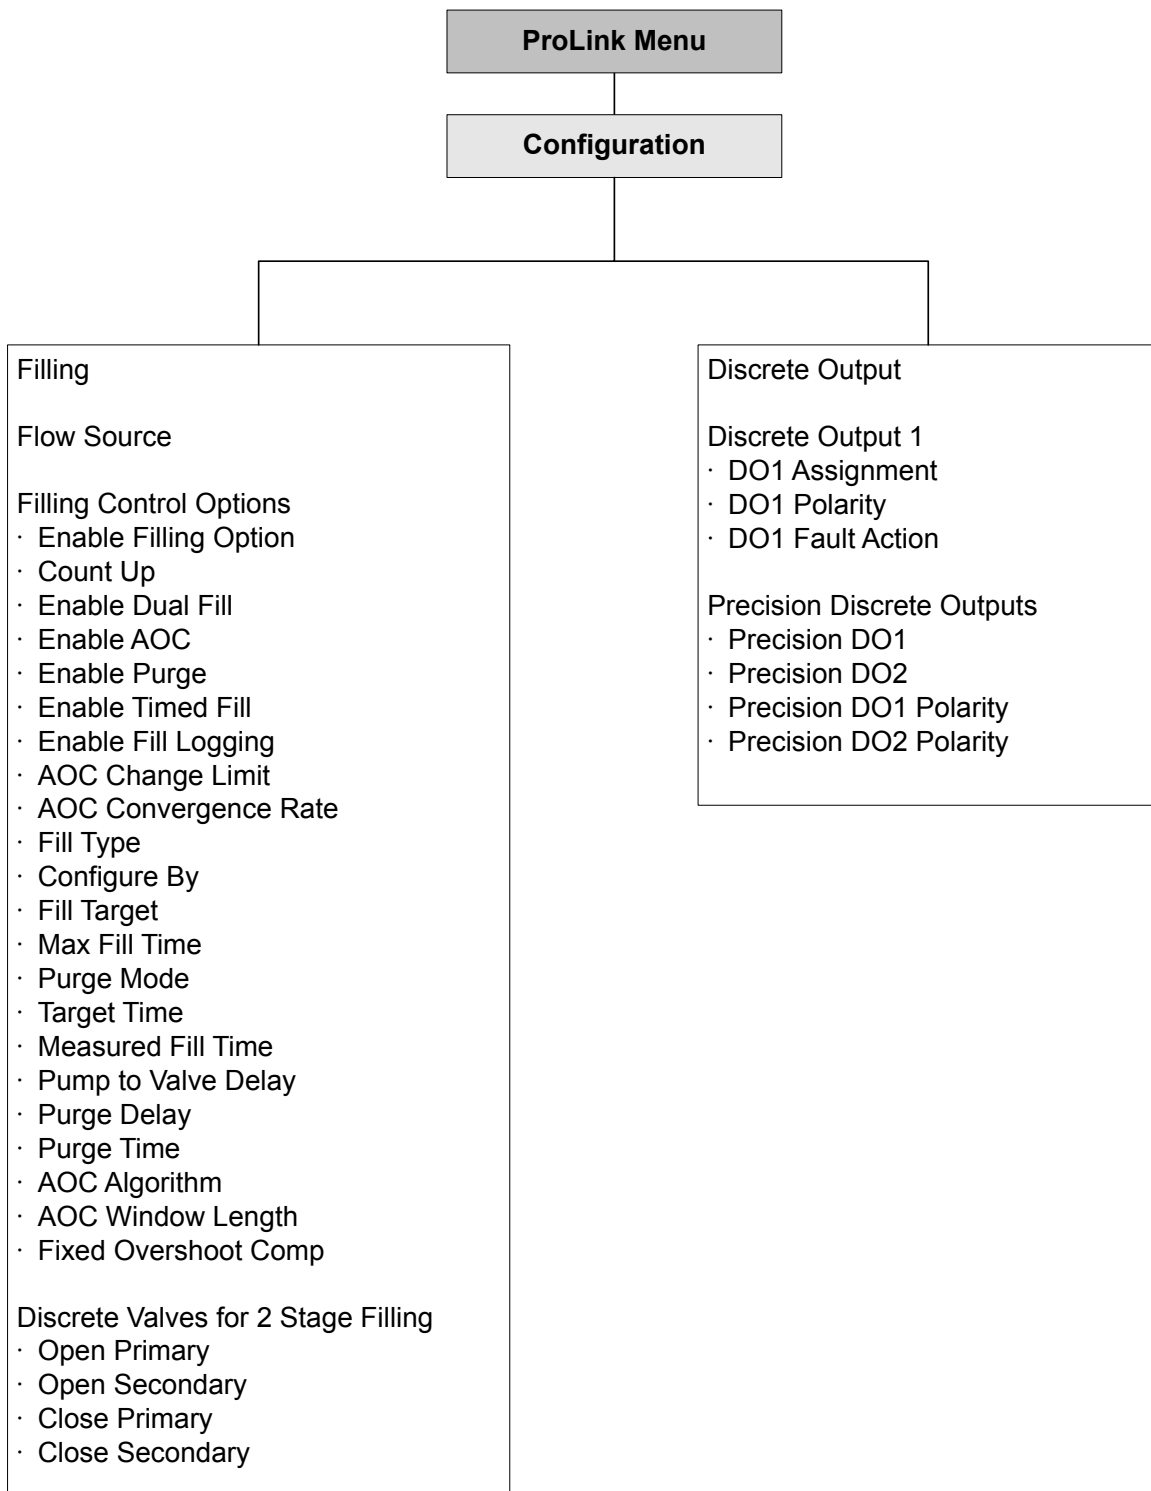 ProLink Menu
Configuration
Filling
Flow Source
Filling Control Options
· Enable Filling Option
· Count Up
· Enable Dual Fill
· Enable AOC
· Enable Purge
· Enable Timed Fill
· Enable Fill Logging
· AOC Change Limit
· AOC Convergence Rate
· Fill Type
· Configure By
· Fill Target
· Max Fill Time
· Purge Mode
· Target Time
· Measured Fill Time
· Pump to Valve Delay
· Purge Delay
· Purge Time
· AOC Algorithm
· AOC Window Length
· Fixed Overshoot Comp
Discrete Valves for 2 Stage Filling
· Open Primary
· Open Secondary
· Close Primary
· Close Secondary
Discrete Output
Discrete Output 1
· DO1 Assignment
· DO1 Polarity
· DO1 Fault Action
Precision Discrete Outputs
· Precision DO1
· Precision DO2
· Precision DO1 Polarity
· Precision DO2 Polarity